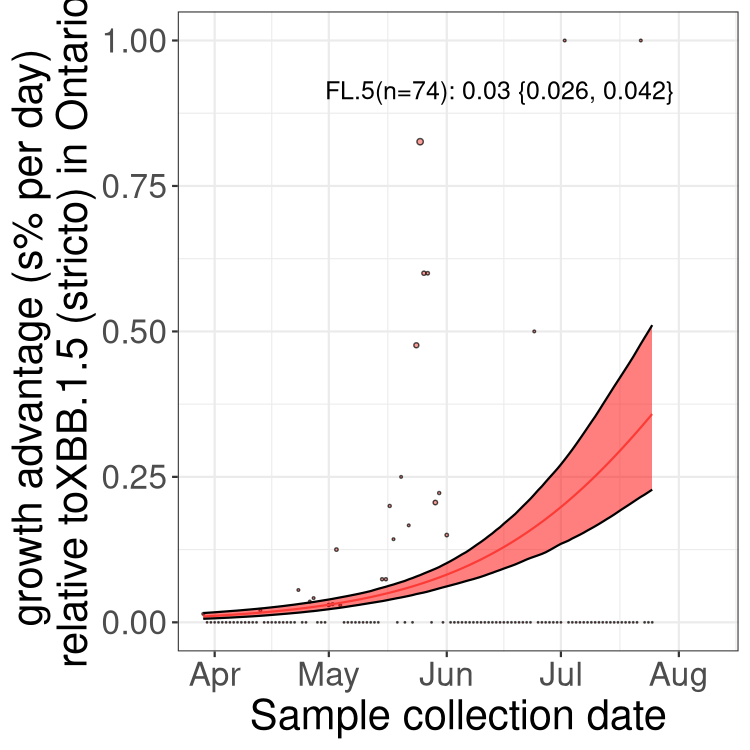 growth advantage (s% per day)
relative toXBB.1.5 (stricto) in Ontario
1.00
0.75
0.50
0.25
0.00
FL.5(n=74): 0.03 {0.026, 0.042}
Apr May Jun Jul Aug
Sample collection date